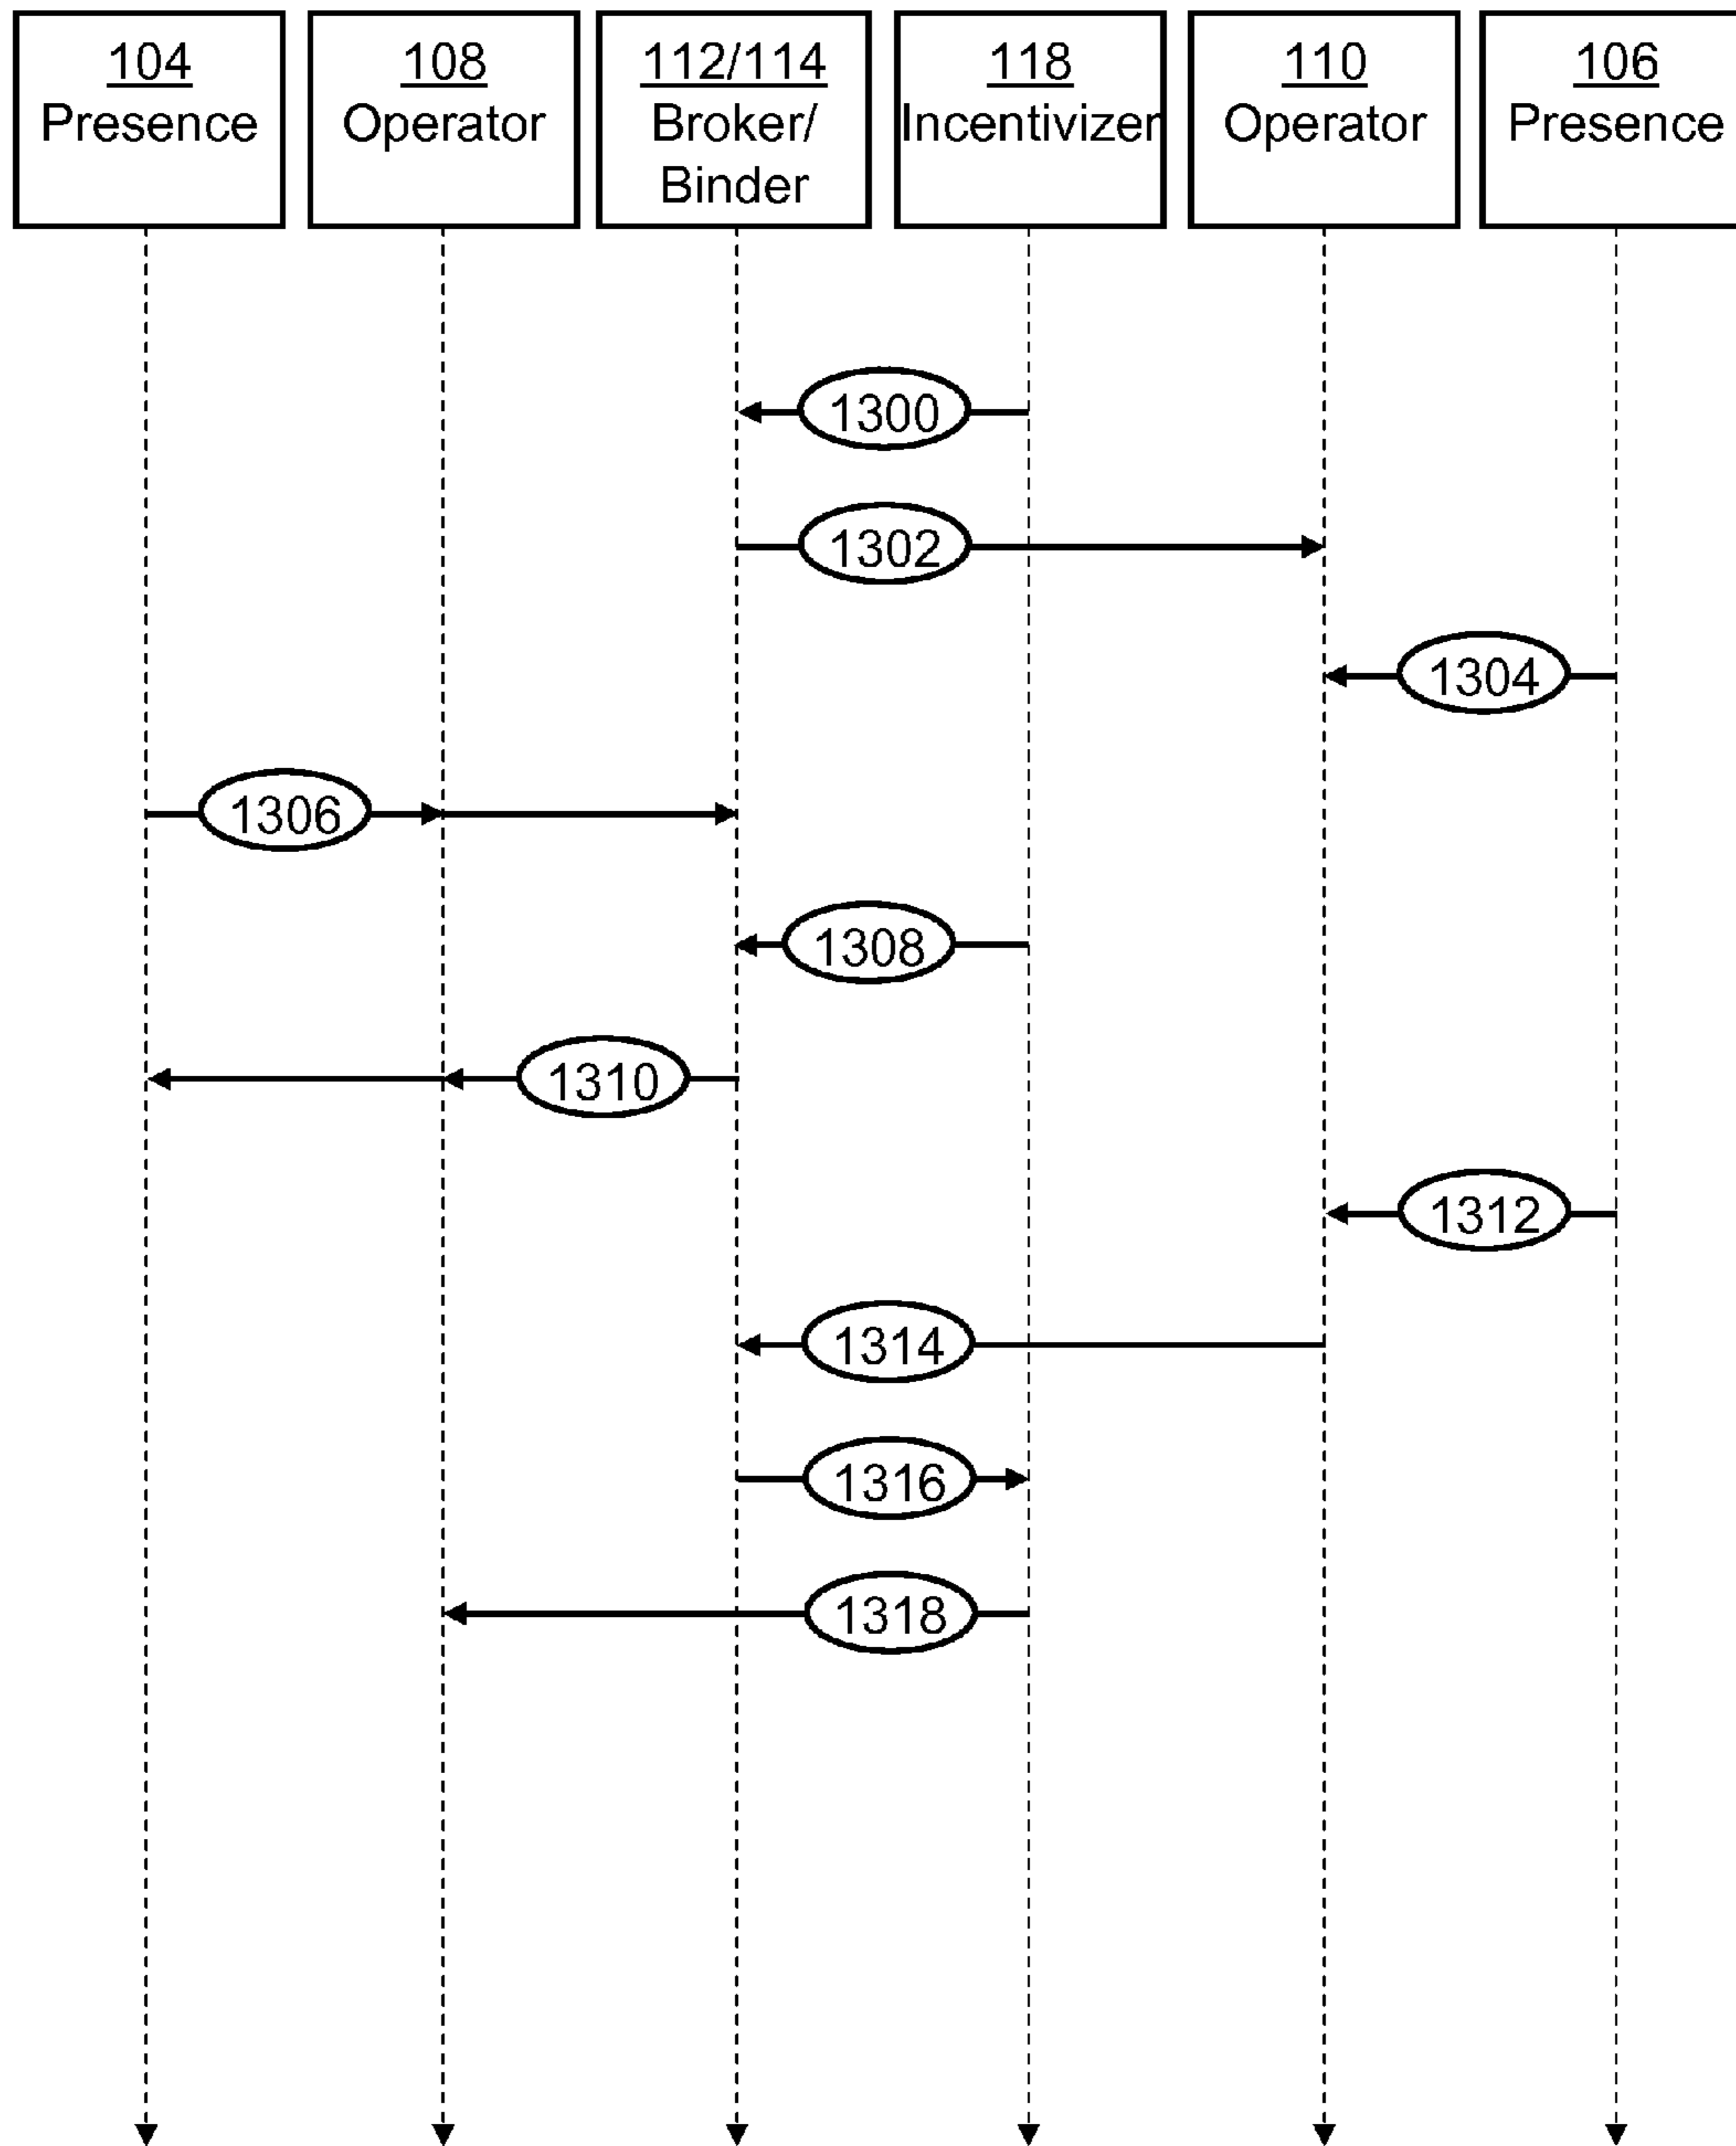 104
Presence
108
Operator
112/114
Broker/
Binder
118
Incentivizer
110
Operator
106
Presence
1300
1302
1304
1306
1308
1310
1312
1314
1316
1318